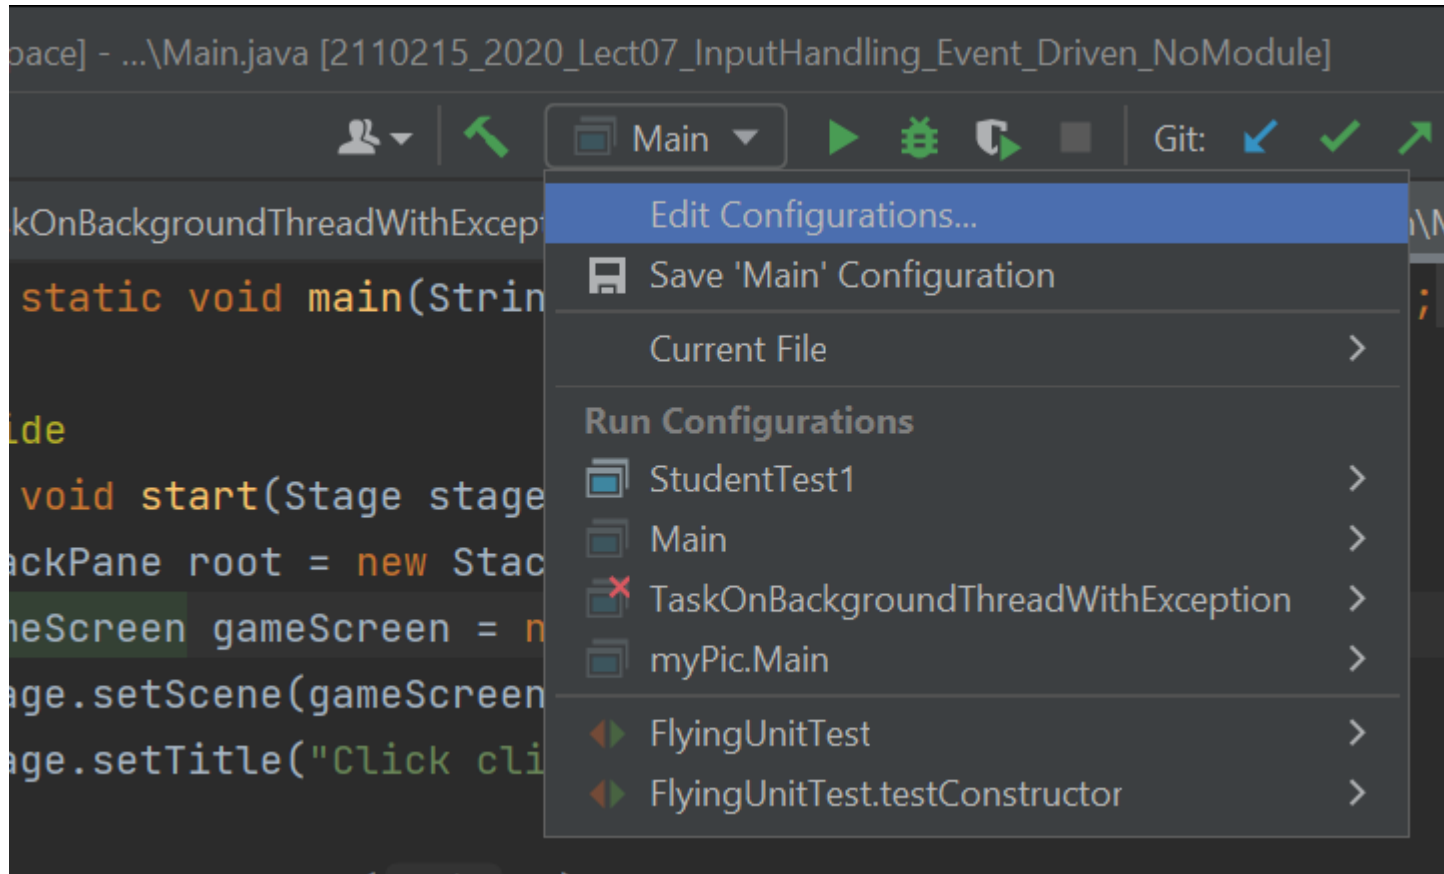 pace] - ...\Main.java [2110215_2020_Lect07_InputHandling_Event_Driven_NoModule]
Main Git:
kOnBackgroundThreadWithExcept
Edit Configurations...
Save 'Main' Configuration
static void main(Strin ;
Current File
ide
Run Configurations
void start(Stage stage
StudentTest1
Main
ackPane root = new Stac
TaskOnBackgroundThreadWithException
meScreen gameScreen = n
myPic.Main
age.setScene(gameScreen
FlyingUnitTest
age.setTitle("Click cli
FlyingUnitTest.testConstructor